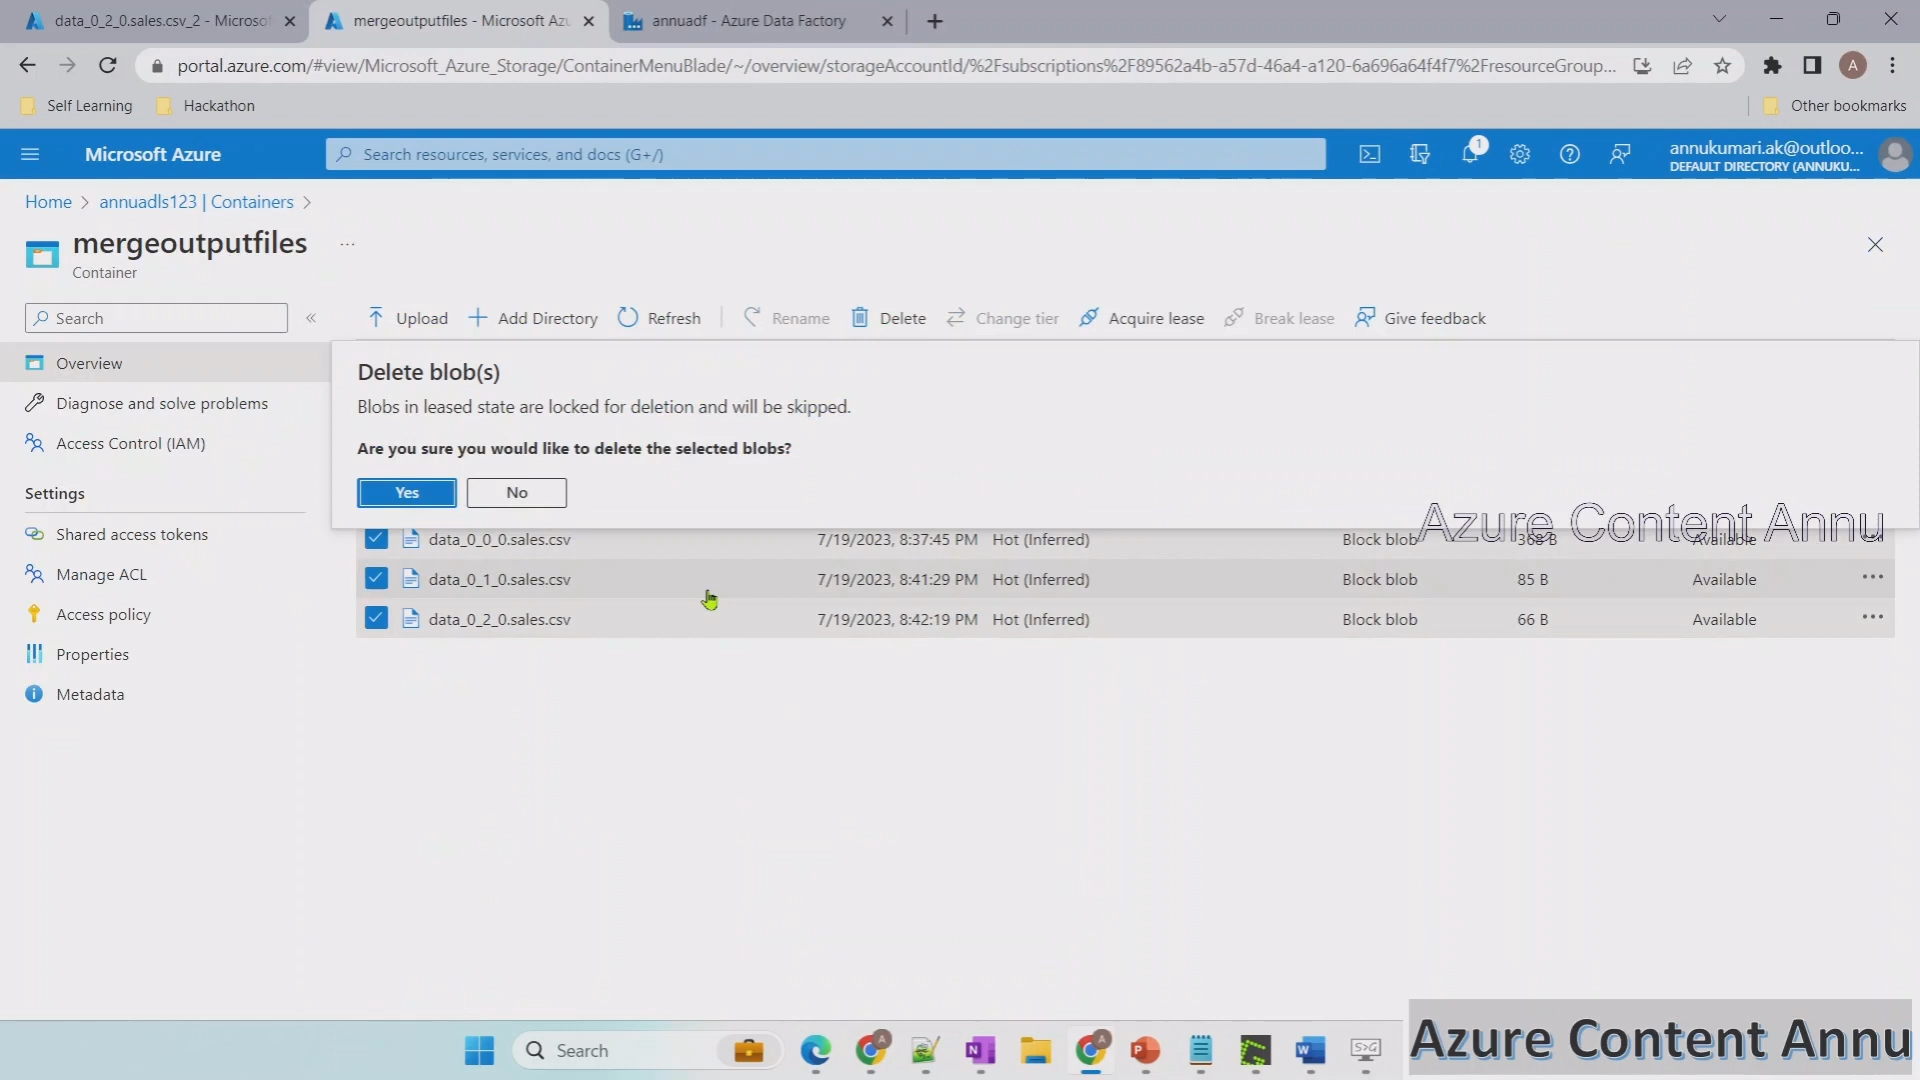 data_0_2_0.sales.csv_2 - Microsof
mergeoutputfiles - Microsoft Azu
annuadf - Azure Data Factory
portal.azure.com/#view/Microsoft_Azure_Storage/ContainerMenuBlade/~/overview/storageAccountId/%2Fsubscriptions%2F89562a4b-a57d-46a4-a120-6a696a64f4f7%2FresourceGroup...
A
Self Learning
Hackathon
Other bookmarks
Microsoft Azure
Search resources, services, and docs (G+/)
1
annukumari.ak@outloo...
DEFAULT DIRECTORY (ANNUKU...
Home > annuadls123 | Containers >
mergeoutputfiles
...
Container
Search
«
Upload
Add Directory
Refresh
Rename
Delete
Change tier
Acquire lease
Break lease
Give feedback
Overview
Diagnose and solve problems
Access Control (IAM)
Settings
Shared access tokens
Manage ACL
Access policy
Properties
Metadata
Delete blob(s)
Blobs in leased state are locked for deletion and will be skipped.
Are you sure you would like to delete the selected blobs?
Yes
No
Azure Content Annu
data_0_0_0.sales.csv 7/19/2023, 8:37:45 PM Hot (Inferred) Block blob 368 B Available
data_0_1_0.sales.csv 7/19/2023, 8:41:29 PM Hot (Inferred) Block blob 85 B Available ...
data_0_2_0.sales.csv 7/19/2023, 8:42:19 PM Hot (Inferred) Block blob 66 B Available ...
Search
A
N
A
P
W
S>G
Azure Content Annu